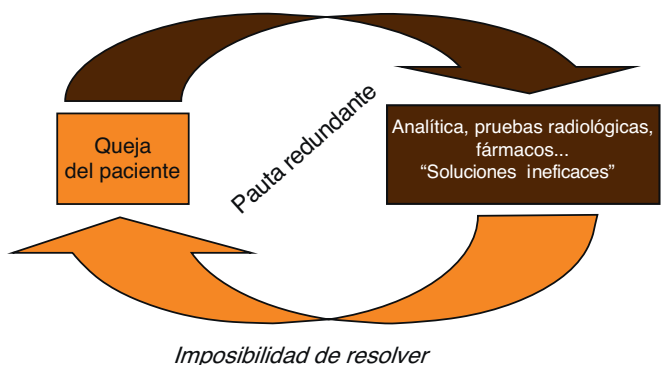 Queja
del paciente
Pauta redundante
Analítica, pruebas radiológicas,
fármacos...
“Soluciones ineficaces”
Imposibilidad de resolver